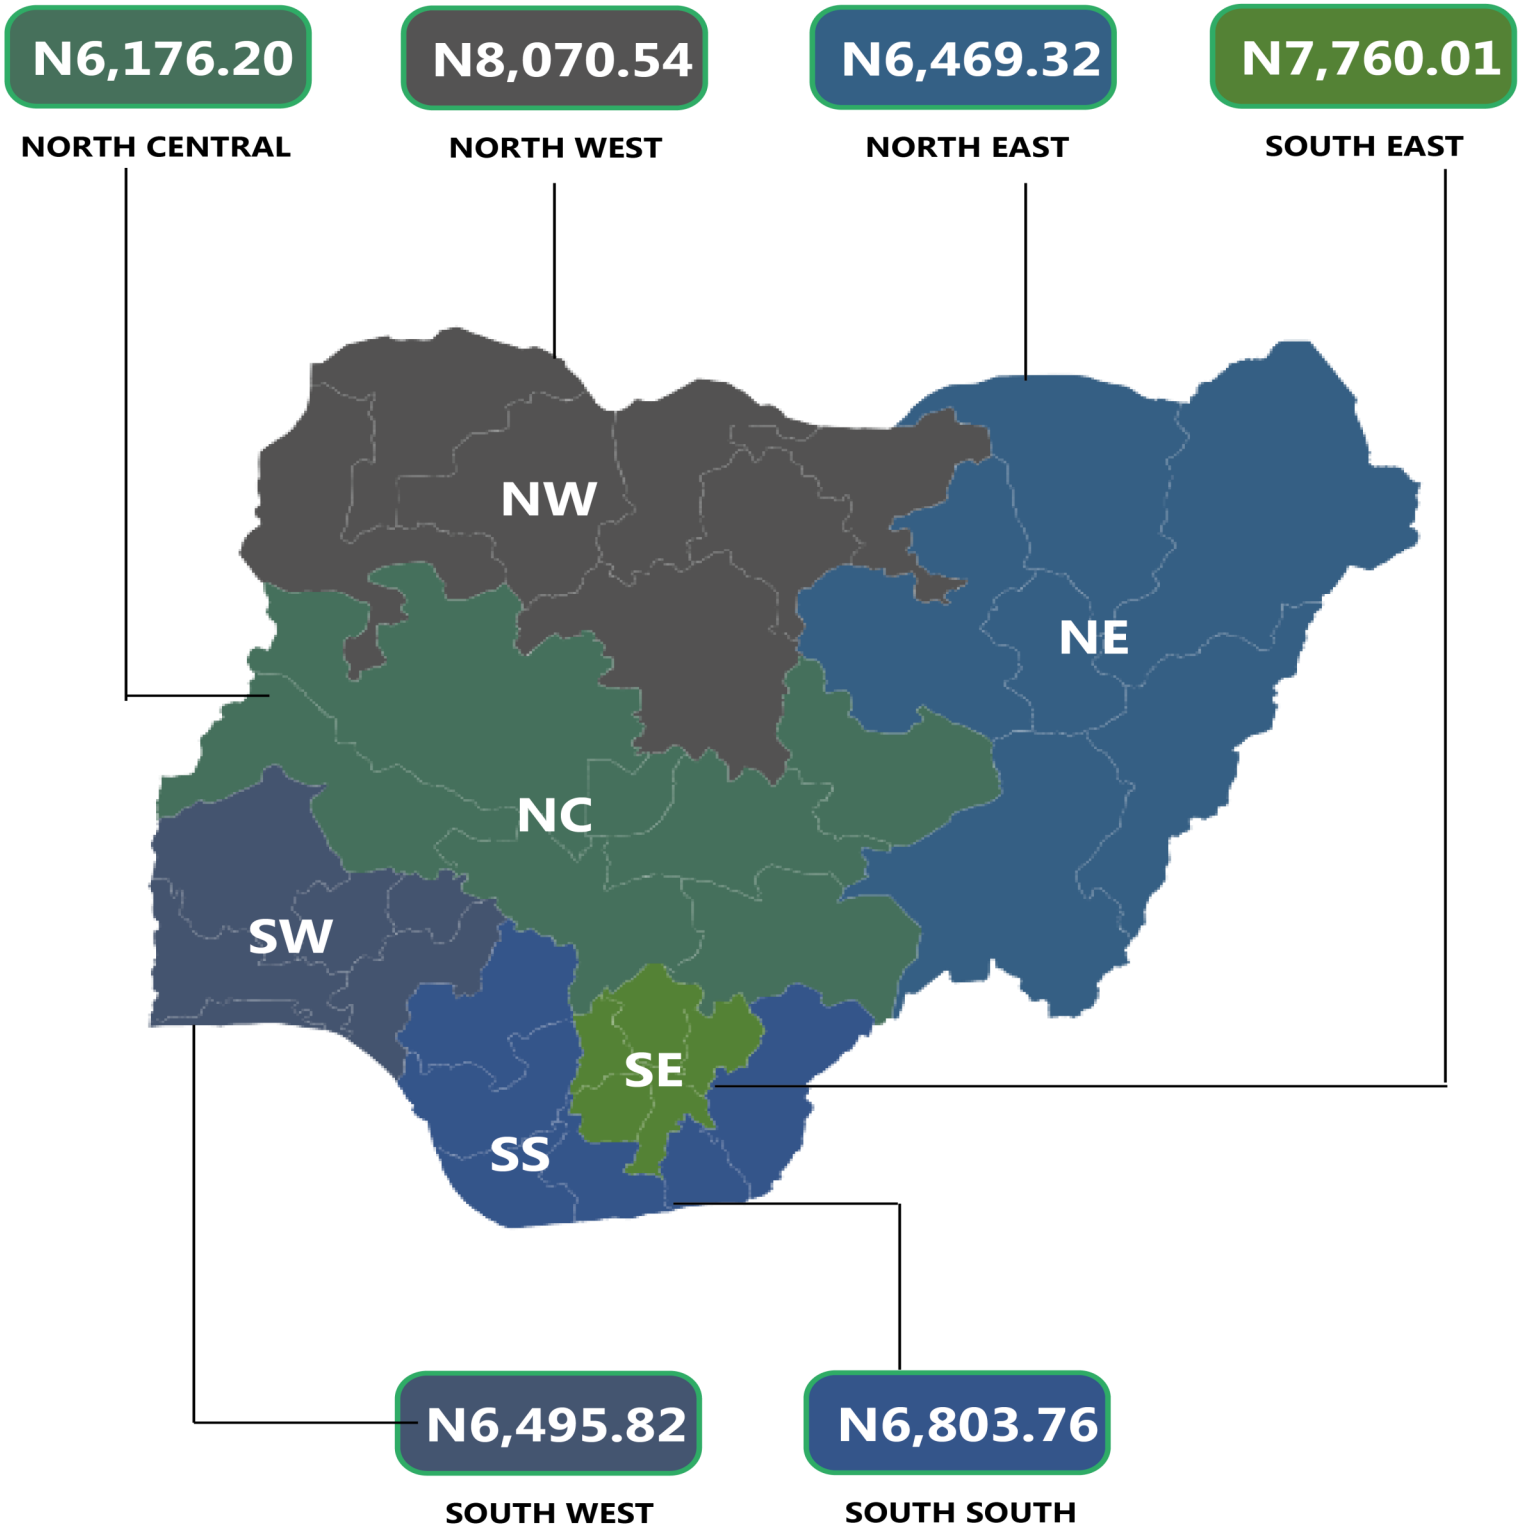 N6,176.20
N8,070.54
N6,469.32
N7,760.01
NORTH CENTRAL
NORTH WEST
NORTH EAST
SOUTH EAST
NW
NE
NC
SW
SE
SS
N6,495.82
N6,803.76
SOUTH WEST
SOUTH SOUTH